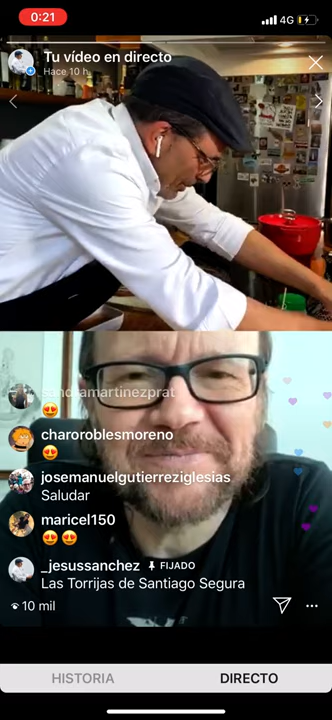 0:21
4G
Tu vídeo en directo
Hace 10 h
sandramartinezprat
😍
charoroblesmoreno
😍
josemanuelgutierreziglesias
Saludar
maricel150
😍😍
_jesussanchez FIJADO
Las Torrijas de Santiago Segura
10 mil
HISTORIA
DIRECTO